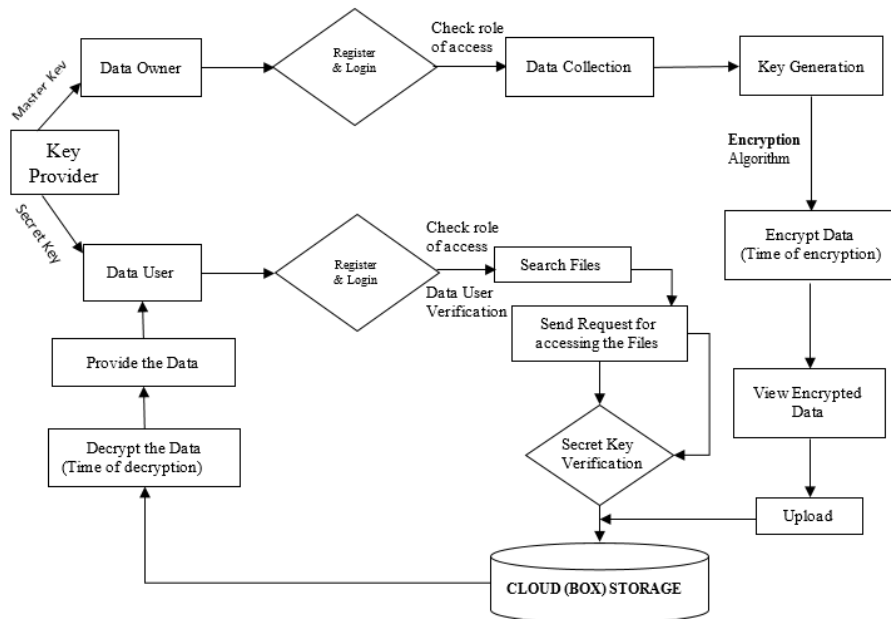 Master Key
Data Owner
Register
& Login
Check role
of access
Data Collection
Key Generation
Encryption
Algorithm
Key
Provider
Secret Key
Data User
Register
& Login
Check role
of access
Data User
Verification
Search Files
Encrypt Data
(Time of encryption)
Send Request for
accessing the Files
Provide the Data
View Encrypted
Data
Decrypt the Data
(Time of decryption)
Secret Key
Verification
Upload
CLOUD (BOX) STORAGE